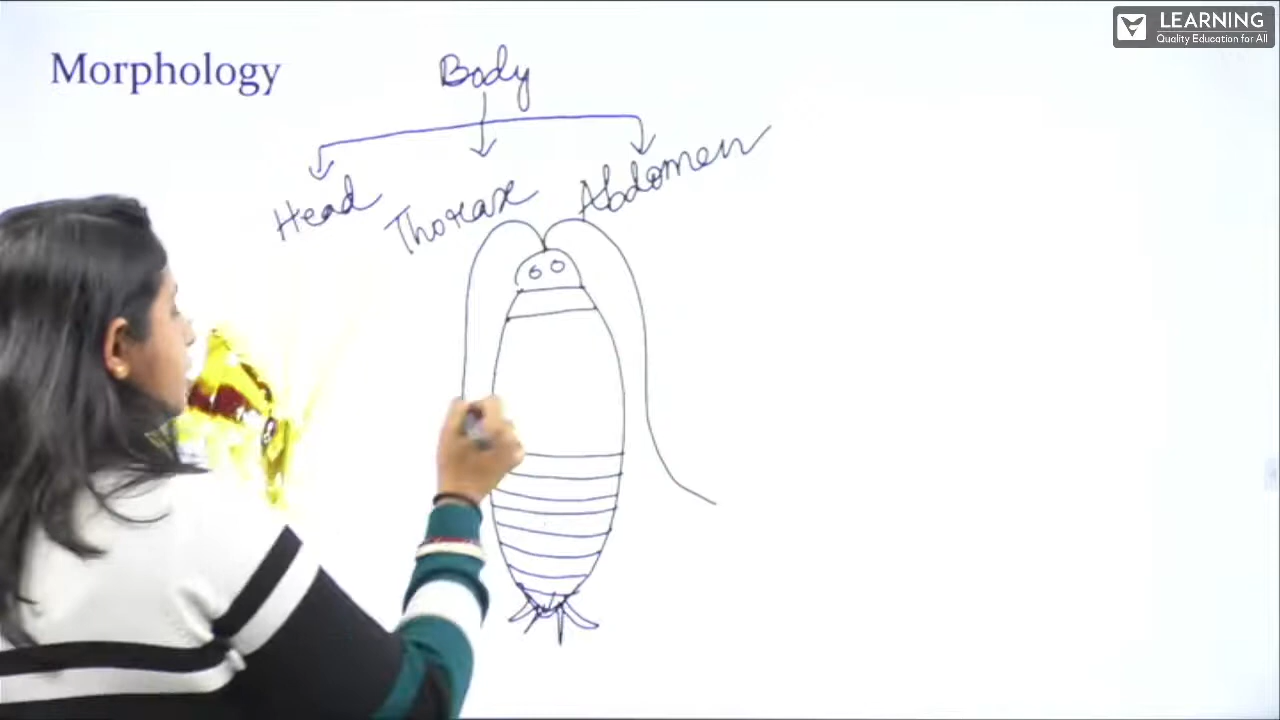 LEARNING
Quality Education for All
Morphology
Body
Head Thorax Abdomen